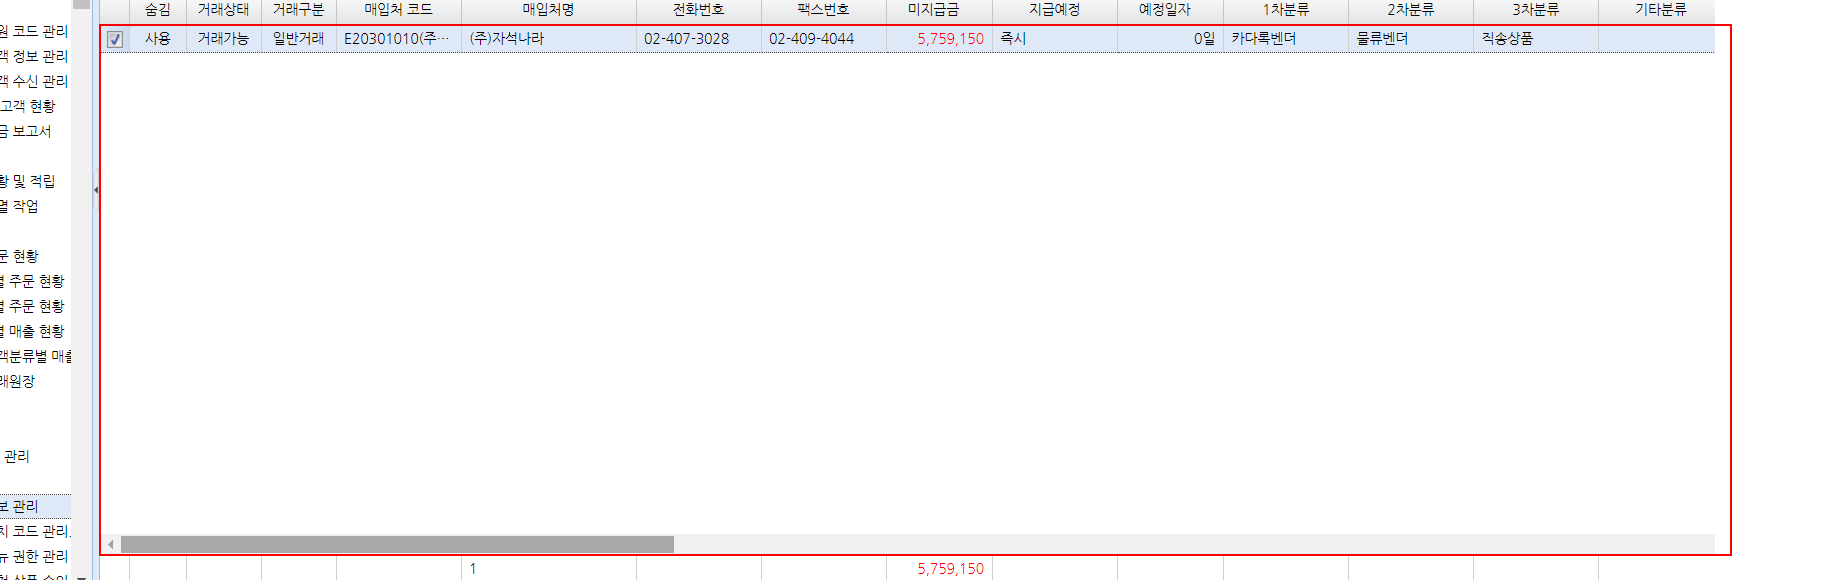 숨김 거래상태 거래구분 매입처 코드 매입처명 전화번호 팩스번호 미지급금 지급예정 예정일자 1차분류 2차분류 3차분류 기타분류
사용 거래가능 일반거래 E20301010(주… (주)자석나라 02-407-3028 02-409-4044 5,759,150 즉시 0일 카다록벤더 물류벤더 직송상품
원 코드 관리
객 정보 관리
객 수신 관리
고객 현황
금 보고서
황 및 적립
별 작업
문 현황
별 주문 현황
별 주문 현황
별 매출 현황
객분류별 매출
래원장
관리
보 관리
치 코드 관리.
뉴 권한 관리
1 5,759,150